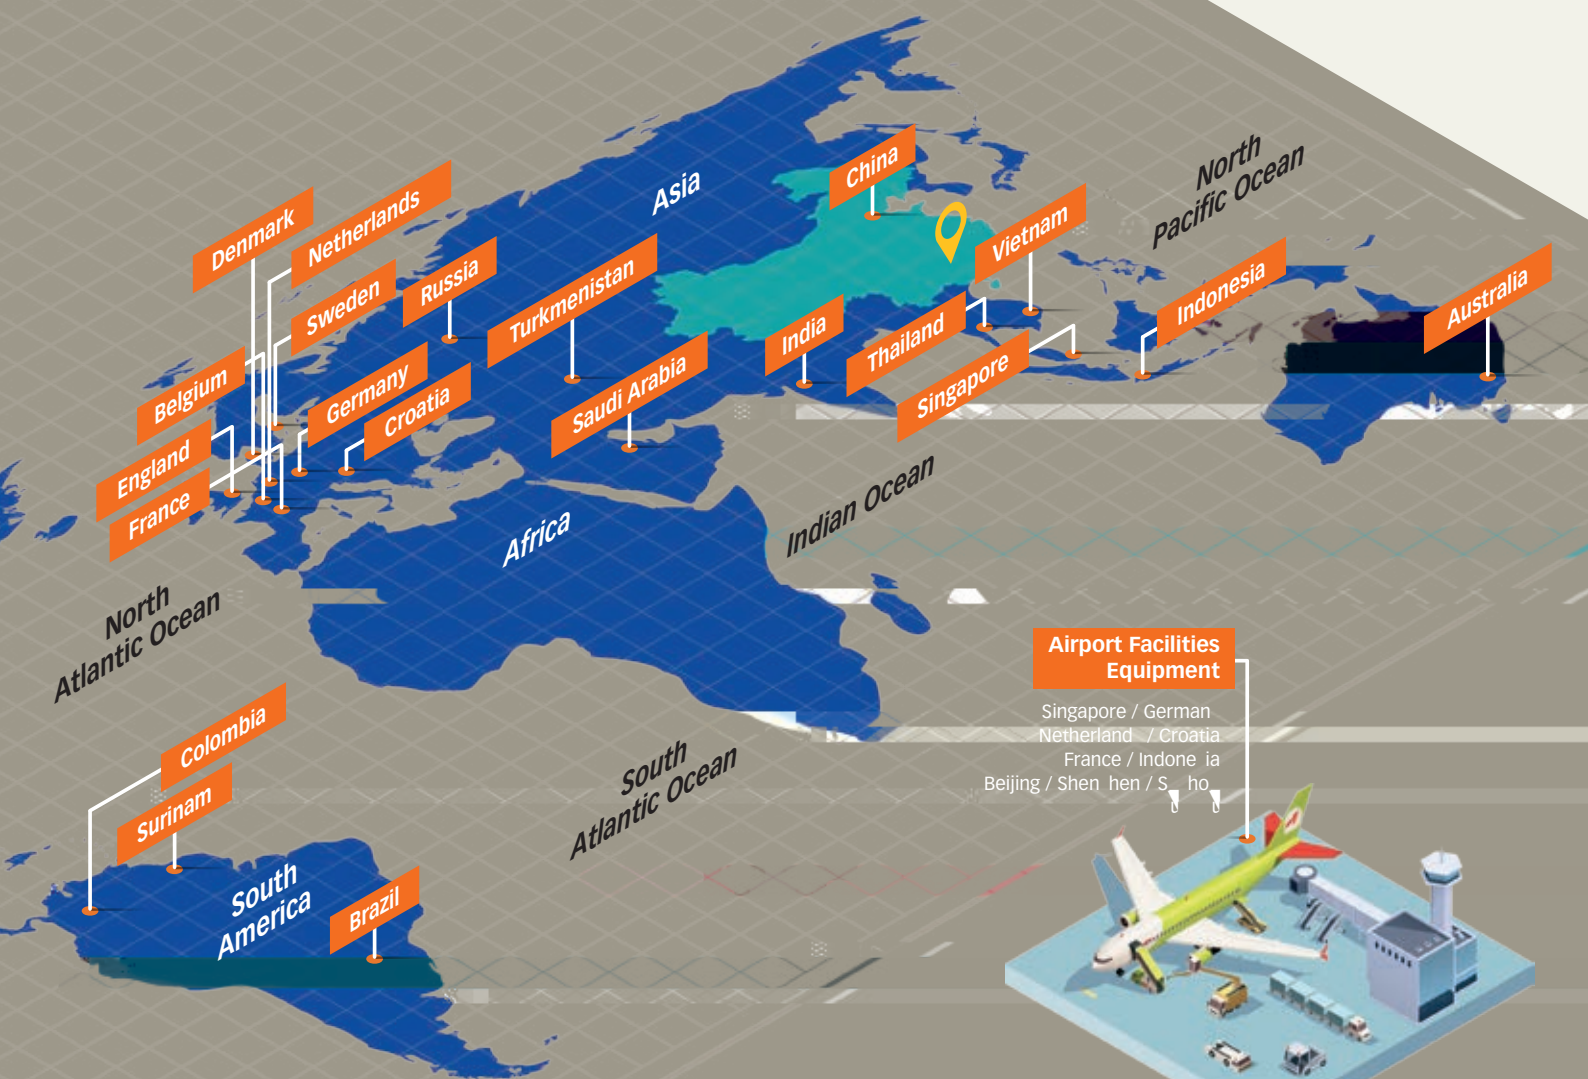 Asia
China
North
Pacific Ocean
Denmark
Netherlands
Sweden
Russia
Turkmenistan
Vietnam
Indonesia
Australia
India
Thailand
Singapore
Saudi Arabia
Belgium
Germany
Croatia
England
France
Africa
Indian Ocean
North
Atlantic Ocean
Airport Facilities
Equipment
Singapore / German
Netherland / Croatia
France / Indone ia
Beijing / Shen hen /
Colombia
Surinam
South
Atlantic Ocean
South
America
Brazil